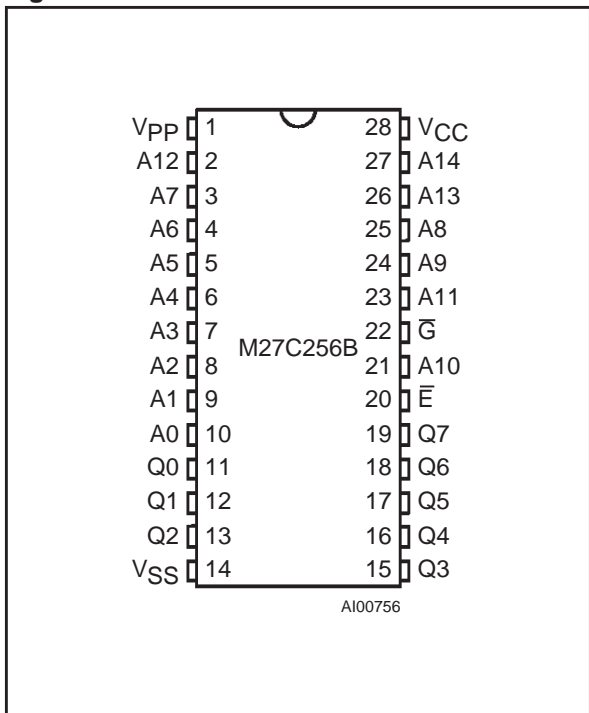 VPP 1 28 VCC
A12 2 27 A14
A7 3 26 A13
A6 4 25 A8
A5 5 24 A9
A4 6 23 A11
A3 7 22 G̅
M27C256B
A2 8 21 A10
A1 9 20 E̅
A0 10 19 Q7
Q0 11 18 Q6
Q1 12 17 Q5
Q2 13 16 Q4
VSS 14 15 Q3
AI00756